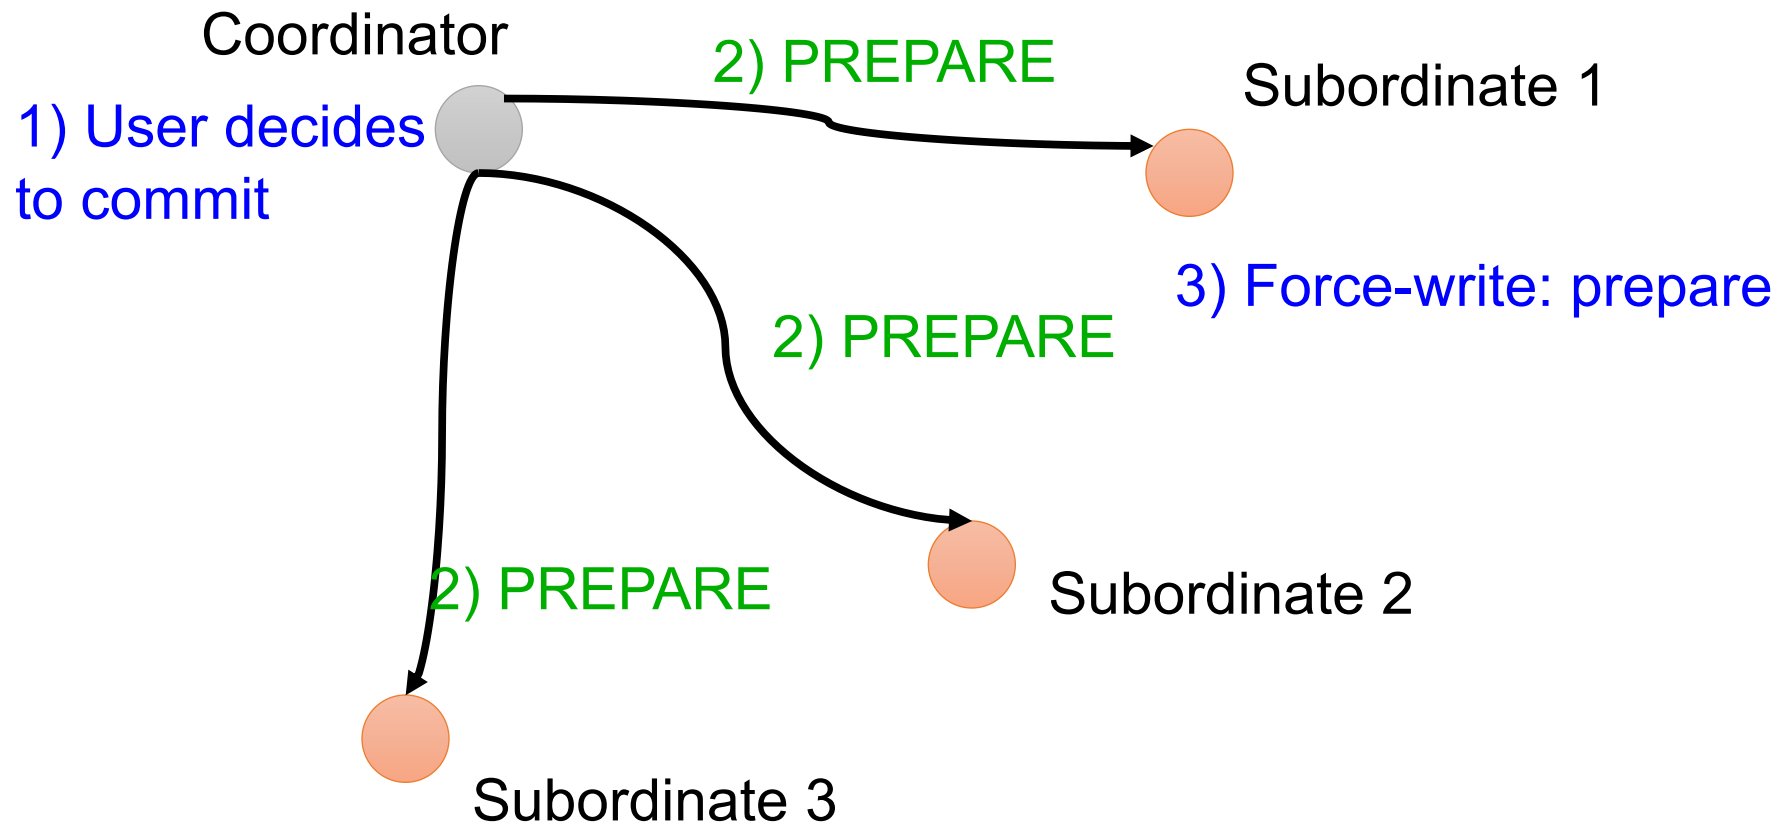 Coordinator
2) PREPARE
Subordinate 1
1) User decides
to commit
3) Force-write: prepare
2) PREPARE
2) PREPARE
Subordinate 2
Subordinate 3